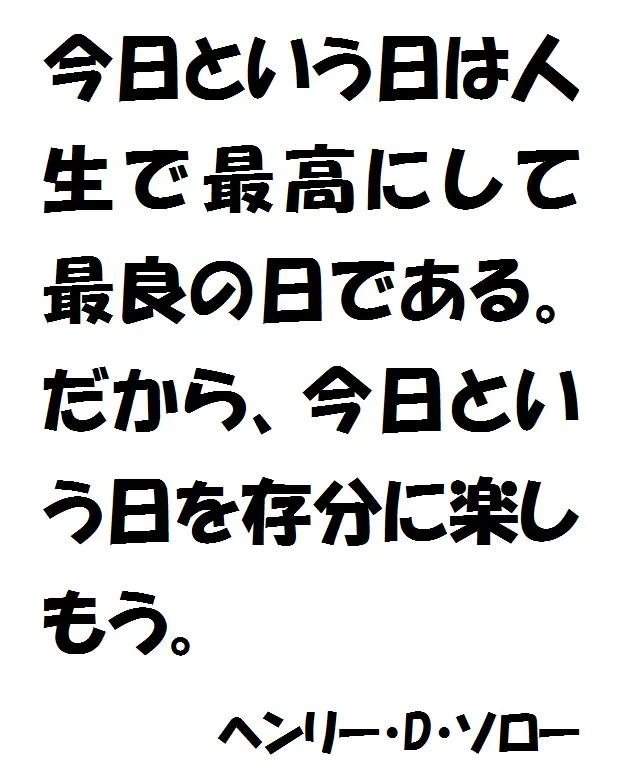 今日という日は人
生で最高にして
最良の日である。
だから、今日とい
う日を存分に楽し
もう。
ヘンリー・D・ソロー